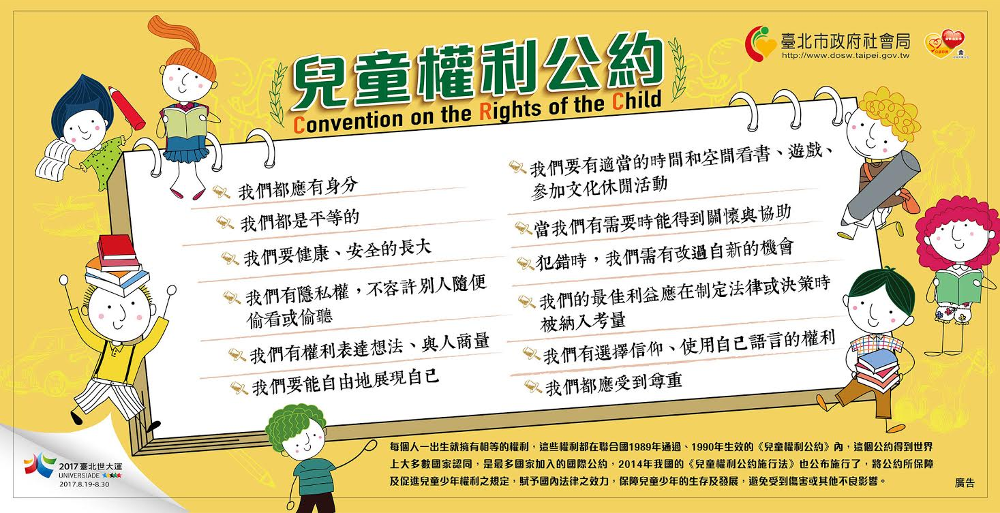 兒童權利公約
Convention on the Rights of the Child
臺北市政府社會局
http://www.dosw.taipei.gov.tw
我們都應有身分
我們都是平等的
我們要健康、安全的長大
我們有隱私權，不容許別人隨便
偷看或偷聽
我們有權利表達想法、與人商量
我們要能自由地展現自己
我們要有適當的時間和空間看書、遊戲、
參加文化休閒活動
當我們有需要時能得到關懷與協助
犯錯時，我們需有改過自新的機會
我們的最佳利益應在制定法律或決策時
被納入考量
我們有選擇信仰、使用自己語言的權利
我們都應受到尊重
每個人一出生就擁有相等的權利，這些權利都在聯合國1989年通過、1990年生效的《兒童權利公約》內，這個公約得到世界
上大多數國家認同，是最多國家加入的國際公約，2014年我國的《兒童權利公約施行法》也公布施行了，將公約所保障
及促進兒童少年權利之規定，賦予國內法律之效力，保障兒童少年的生存及發展，避免受到傷害或其他不良影響。
廣告
2017臺北世大運
UNIVERSIADE
2017.8.19-8.30